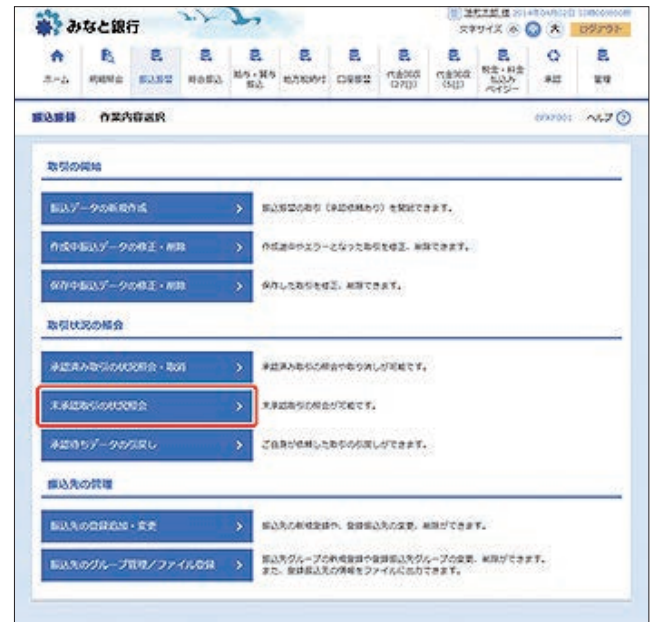 みなと銀行
文字サイズ 小 中 大 ログアウト
ホーム 明細照会 振込振替 総合振込 給与・賞与振込 地方税納付 口座振替 代金回収 代金回収 税金・料金払込み ペイジー 承認 管理
振込振替 作業内容選択 ヘルプ
取引の開始
振込データの新規作成 振込振替の取引（承認依頼あり）を開始できます。
作成中振込データの修正・削除 作成途中やエラーとなった取引を修正、削除できます。
保存中振込データの修正・削除 保存した取引を修正、削除できます。
取引状況の照会
承認済み取引の状況照会・取消 承認済み取引の照会や取り消しが可能です。
未承認取引の状況照会 未承認取引の照会が可能です。
承認待ちデータの引戻し ご自身が依頼した取引の引戻しができます。
振込先の管理
振込先の登録追加・変更 振込先の新規登録や、登録振込先の変更、削除ができます。
振込先のグループ管理／ファイル登録 振込先グループの新規登録や登録振込先グループの変更、削除ができます。
また、登録振込先の情報をファイルに出力できます。